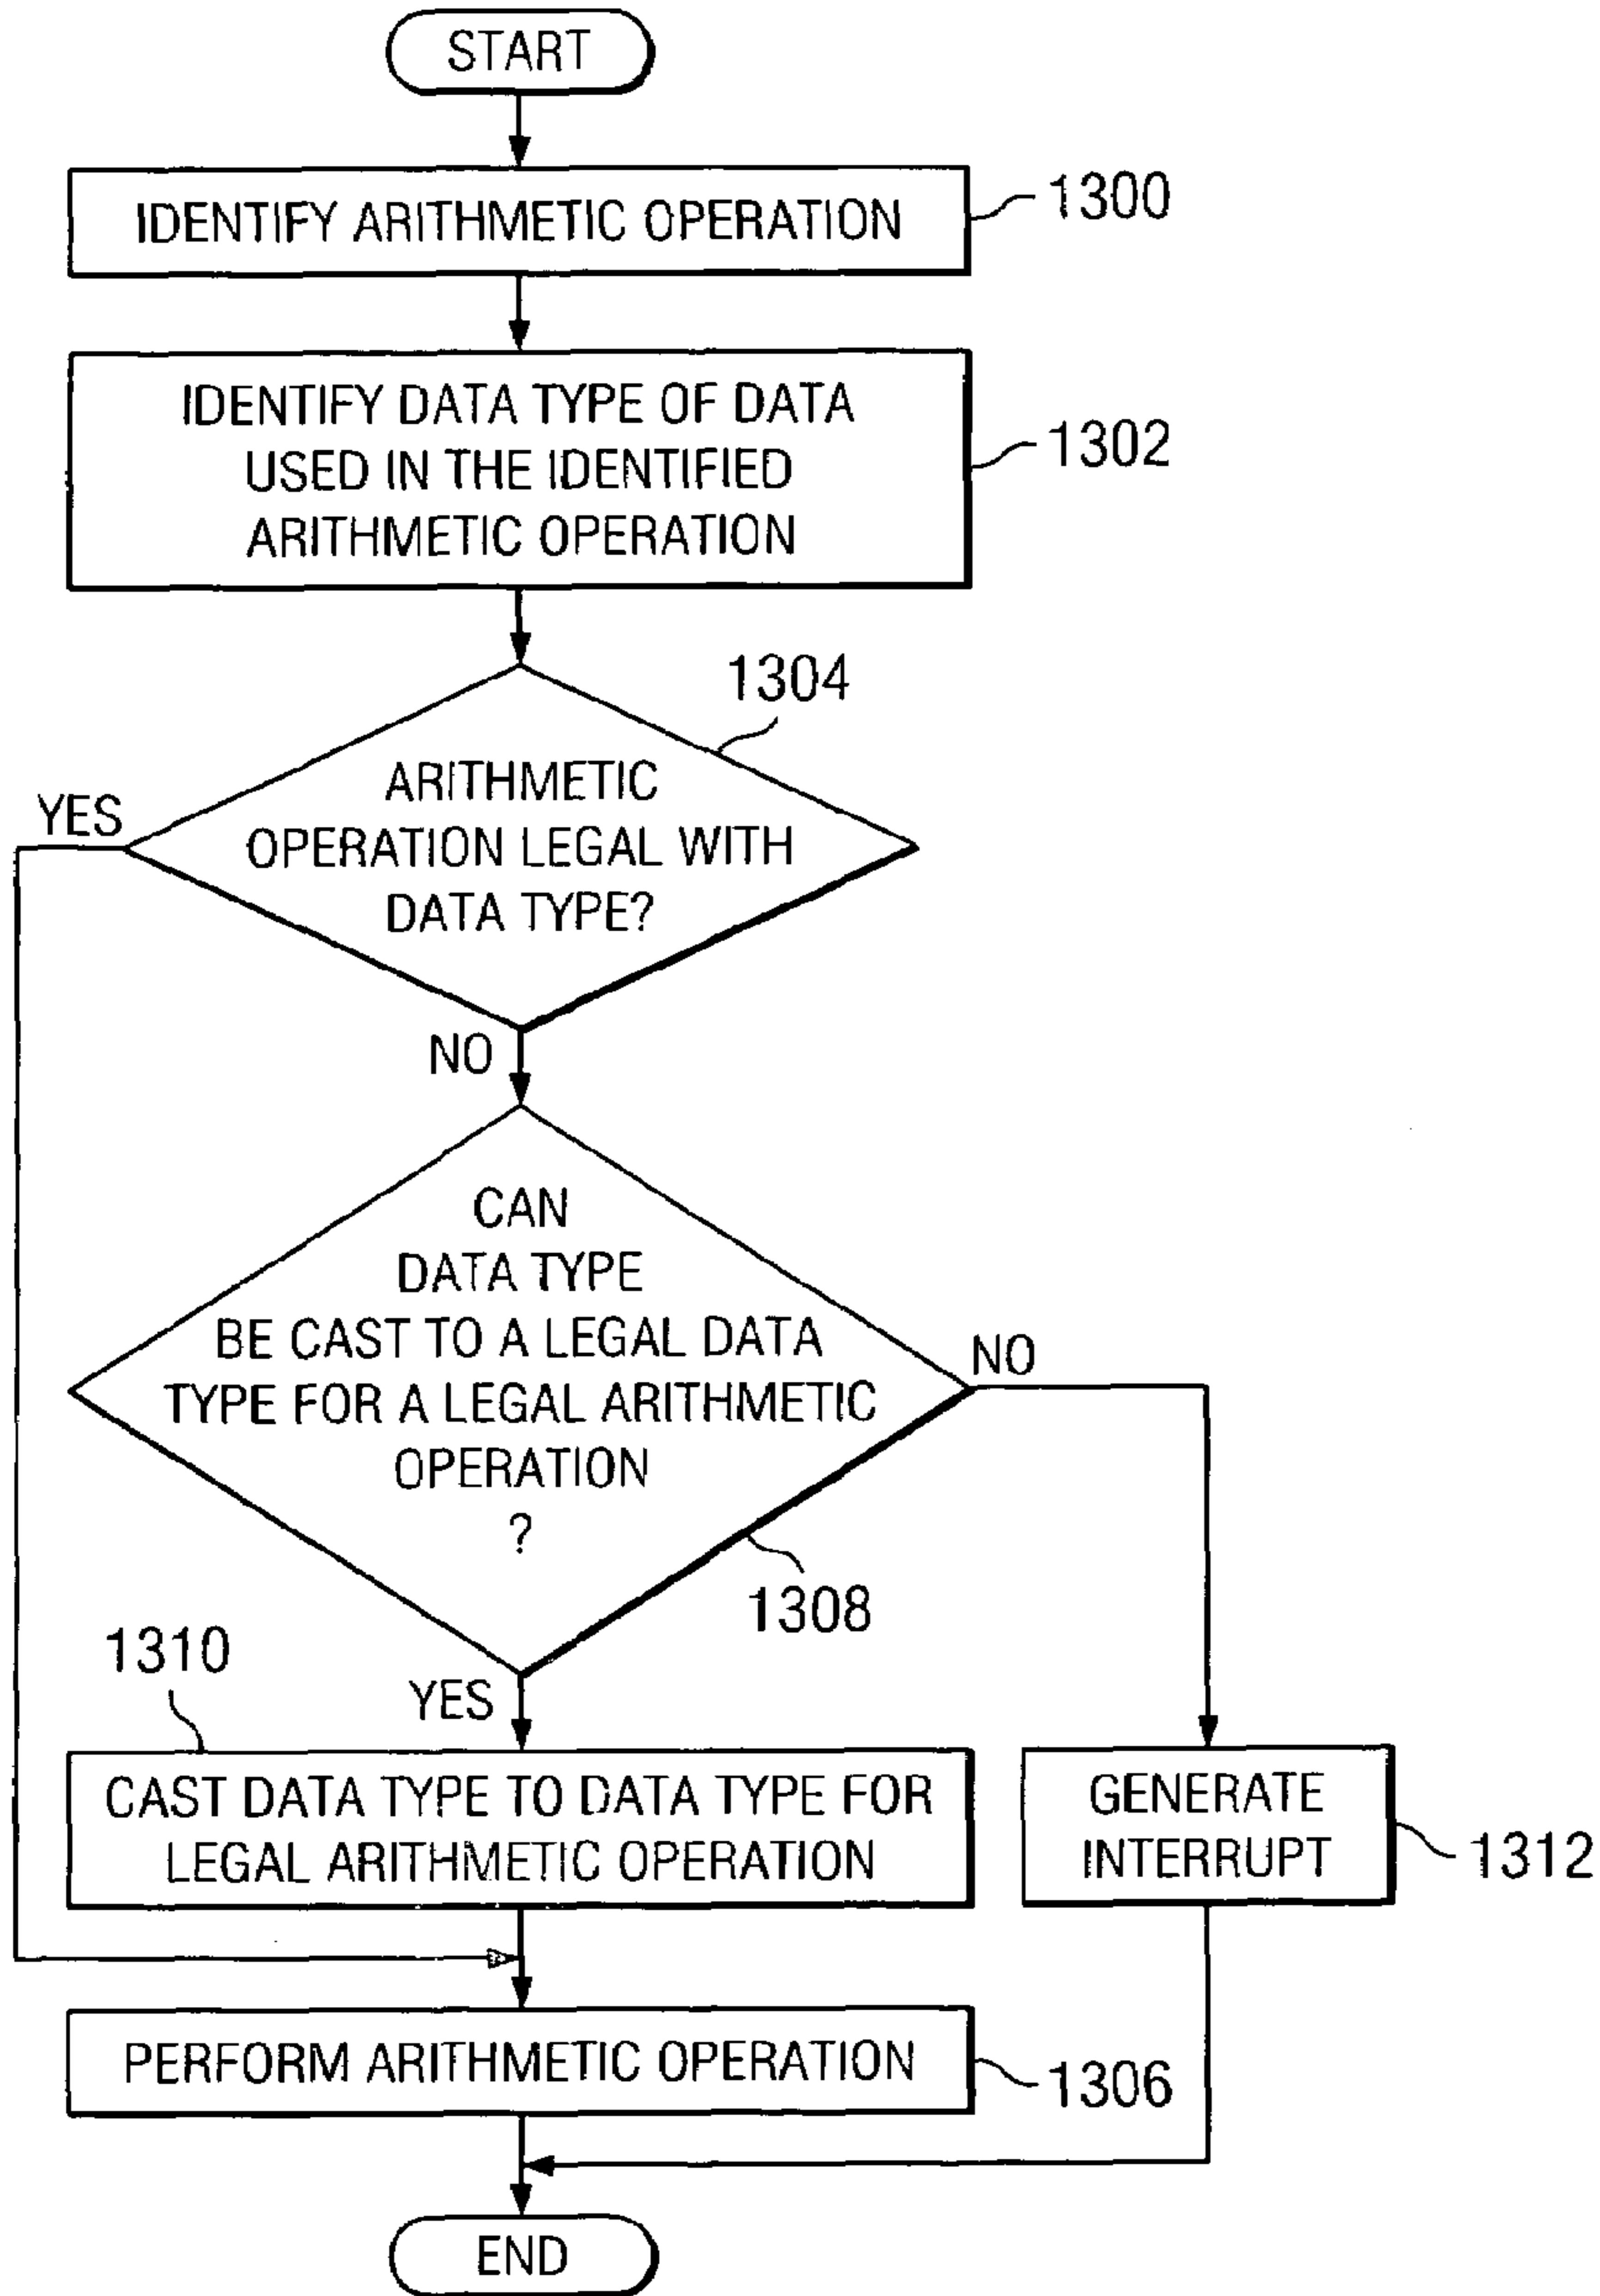 START
IDENTIFY ARITHMETIC OPERATION
1300
IDENTIFY DATA TYPE OF DATA
USED IN THE IDENTIFIED
ARITHMETIC OPERATION
1302
1304
ARITHMETIC
OPERATION LEGAL WITH
DATA TYPE?
YES
NO
CAN
DATA TYPE
BE CAST TO A LEGAL DATA
TYPE FOR A LEGAL ARITHMETIC
OPERATION
?
NO
1308
1310
YES
CAST DATA TYPE TO DATA TYPE FOR
LEGAL ARITHMETIC OPERATION
GENERATE
INTERRUPT
1312
PERFORM ARITHMETIC OPERATION
1306
END